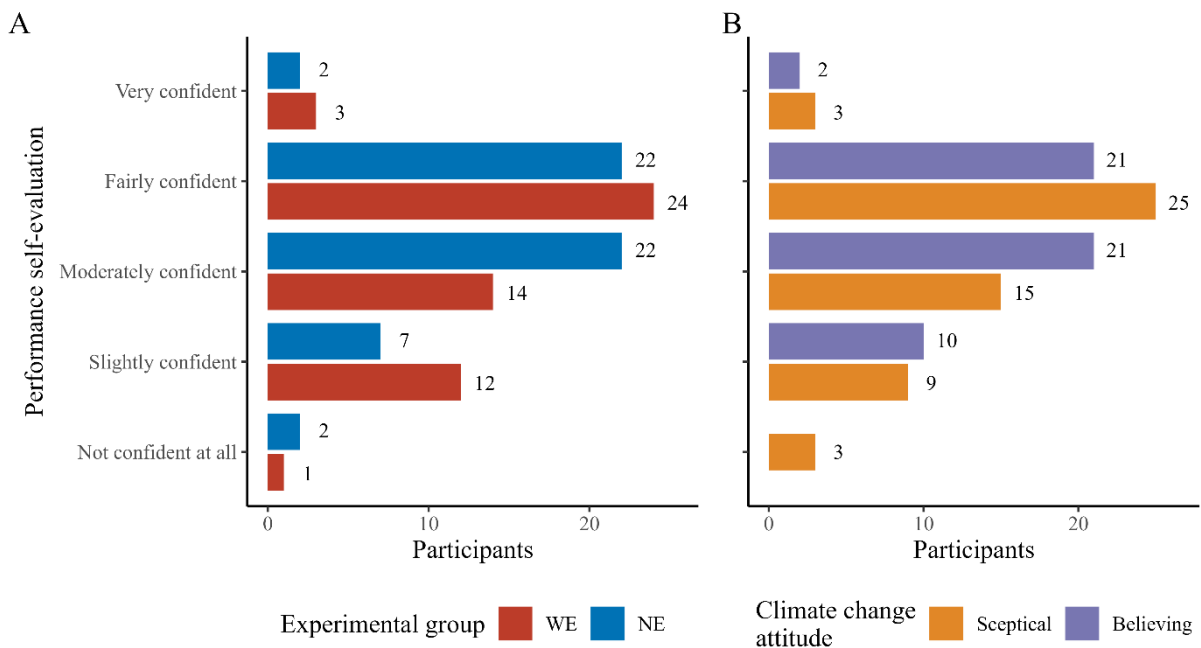 A
B
Performance self-evaluation
Very confident
2
3
2
3
Fairly confident
22
24
21
25
Moderately confident
22
14
21
15
Slightly confident
7
12
10
9
Not confident at all
2
1
3
0
10
20
0
10
20
Participants
Participants
Experimental group
WE
NE
Climate change
attitude
Sceptical
Believing